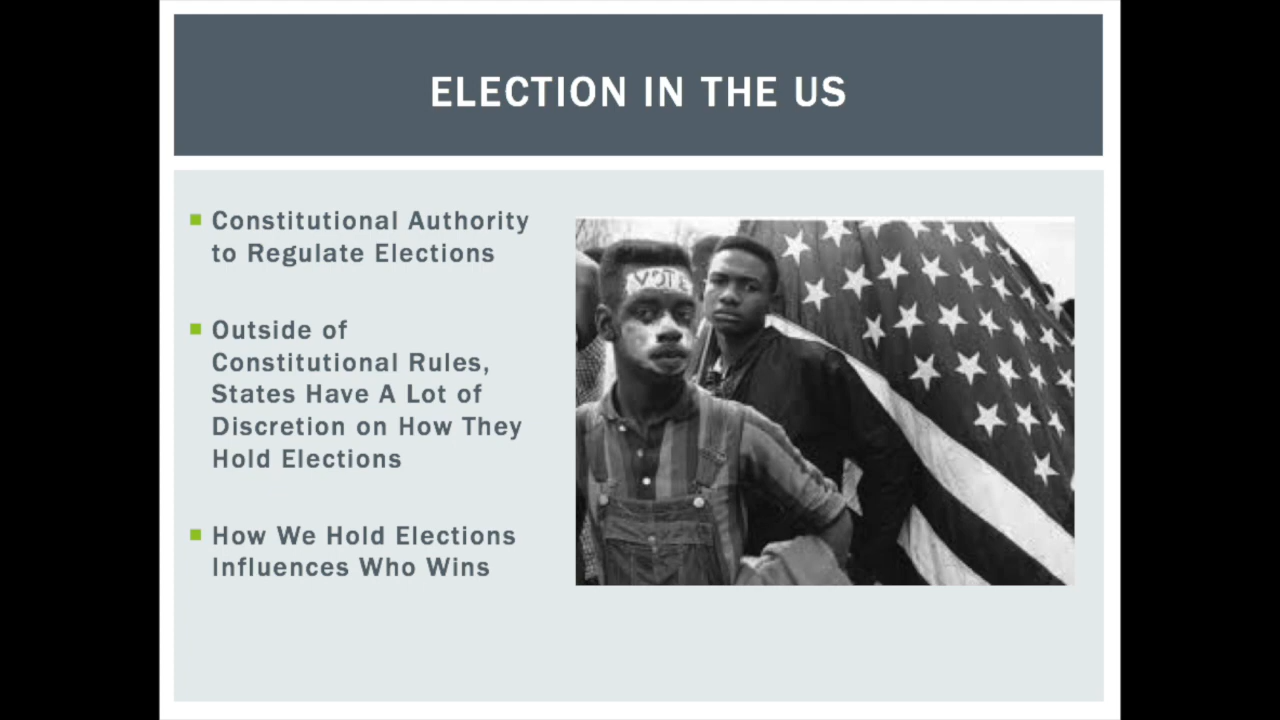 ELECTION IN THE US
Constitutional Authority
to Regulate Elections
Outside of
Constitutional Rules,
States Have A Lot of
Discretion on How They
Hold Elections
How We Hold Elections
Influences Who Wins
VOTE